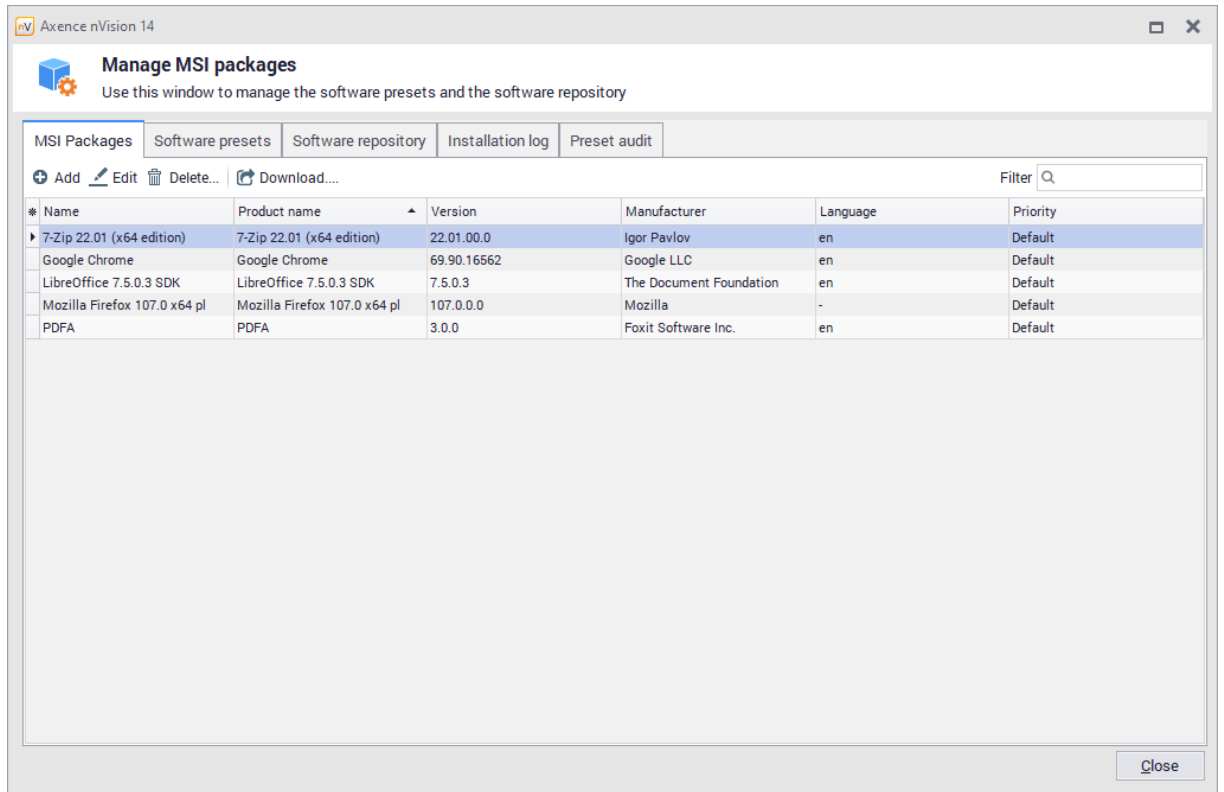 nV Axence nVision 14
Manage MSI packages
Use this window to manage the software presets and the software repository
MSI Packages Software presets Software repository Installation log Preset audit
Add Edit Delete... Download.... Filter
Name Product name Version Manufacturer Language Priority
7-Zip 22.01 (x64 edition) 7-Zip 22.01 (x64 edition) 22.01.00.0 Igor Pavlov en Default
Google Chrome Google Chrome 69.90.16562 Google LLC en Default
LibreOffice 7.5.0.3 SDK LibreOffice 7.5.0.3 SDK 7.5.0.3 The Document Foundation en Default
Mozilla Firefox 107.0 x64 pl Mozilla Firefox 107.0 x64 pl 107.0.0.0 Mozilla - Default
PDFA PDFA 3.0.0 Foxit Software Inc. en Default
Close